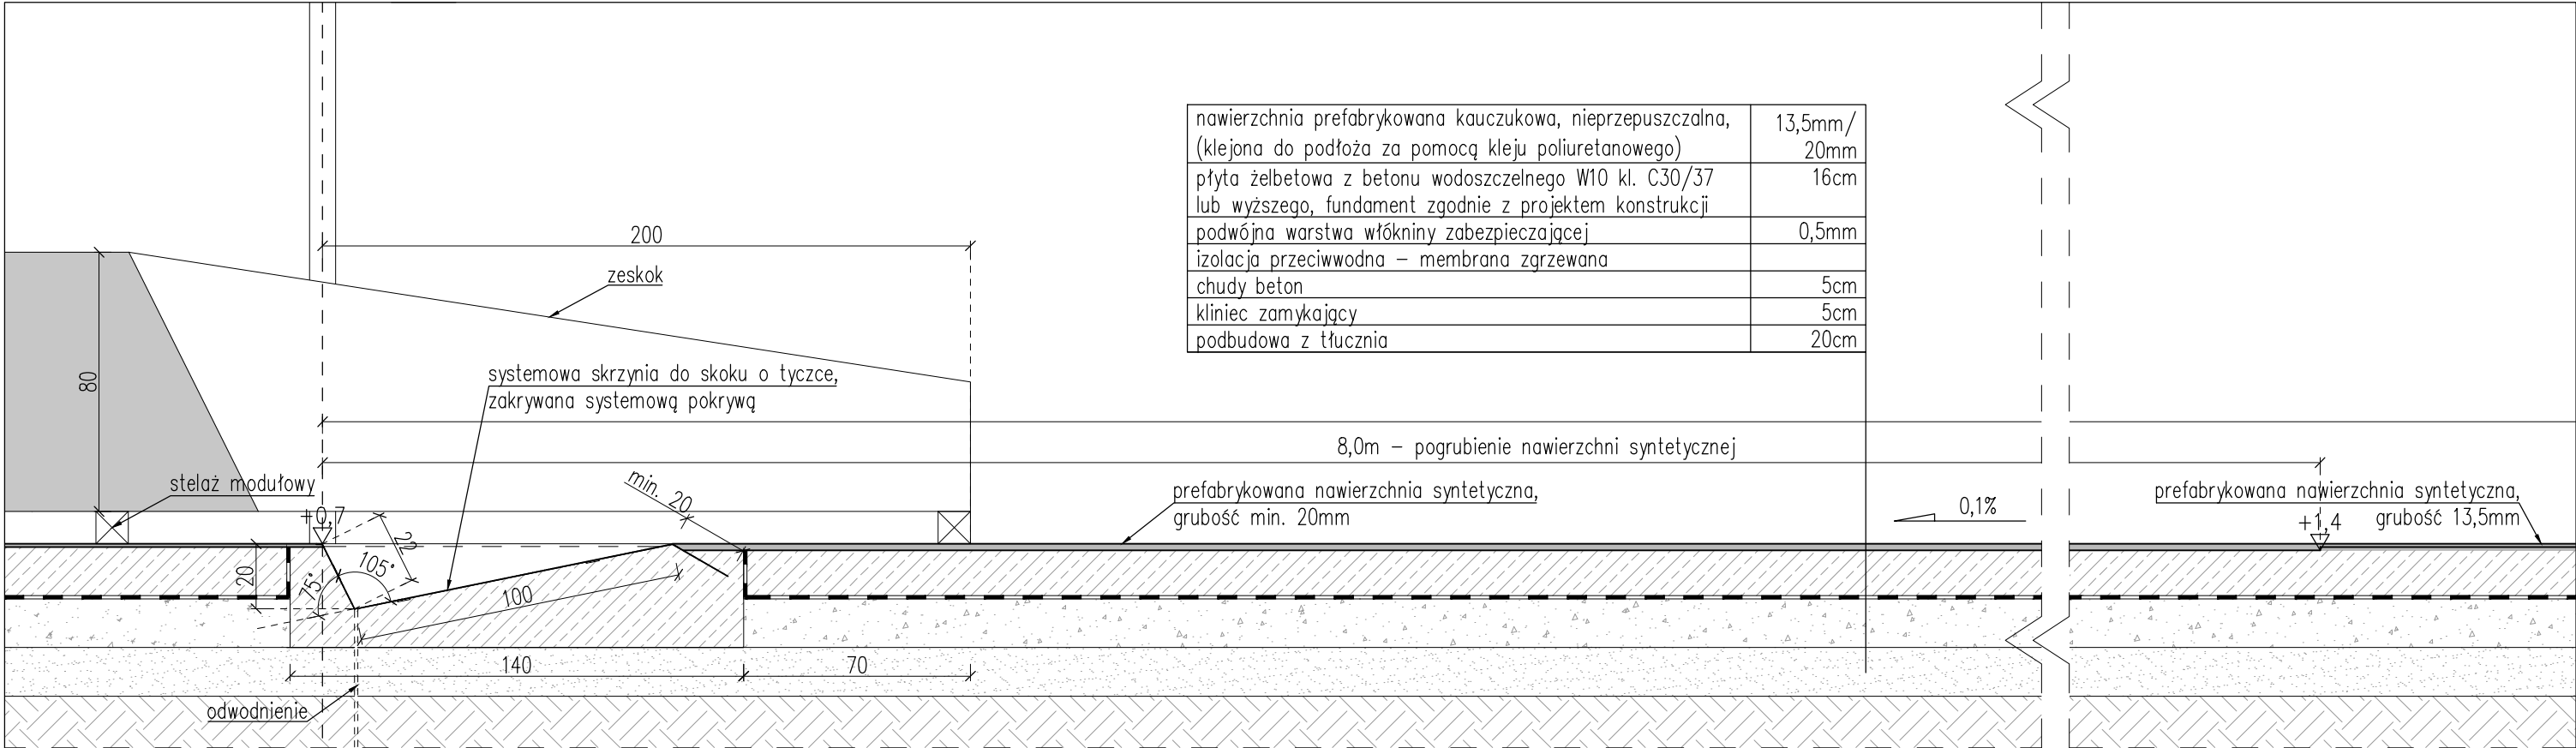 nawierzchnia prefabrykowana kauczukowa, nieprzepuszczalna, 13,5mm/
(klejona do podłoża za pomocą kleju poliuretanowego) 20mm
płyta żelbetowa z betonu wodoszczelnego W10 kl. C30/37 16cm
lub wyższego, fundament zgodnie z projektem konstrukcji
podwójna warstwa włókniny zabezpieczającej 0,5mm
izolacja przeciwwodna – membrana zgrzewana
chudy beton 5cm
kliniec zamykający 5cm
podbudowa z tłucznia 20cm
200
zeskok
80
systemowa skrzynia do skoku o tyczce,
zakrywana systemową pokrywą
8,0m – pogrubienie nawierzchni syntetycznej
stelaż modułowy
min. 20
prefabrykowana nawierzchnia syntetyczna,
grubość min. 20mm
0,1%
prefabrykowana nawierzchnia syntetyczna,
grubość 13,5mm
+0,7
+1,4
22
20
75°
105°
100
140
70
odwodnienie